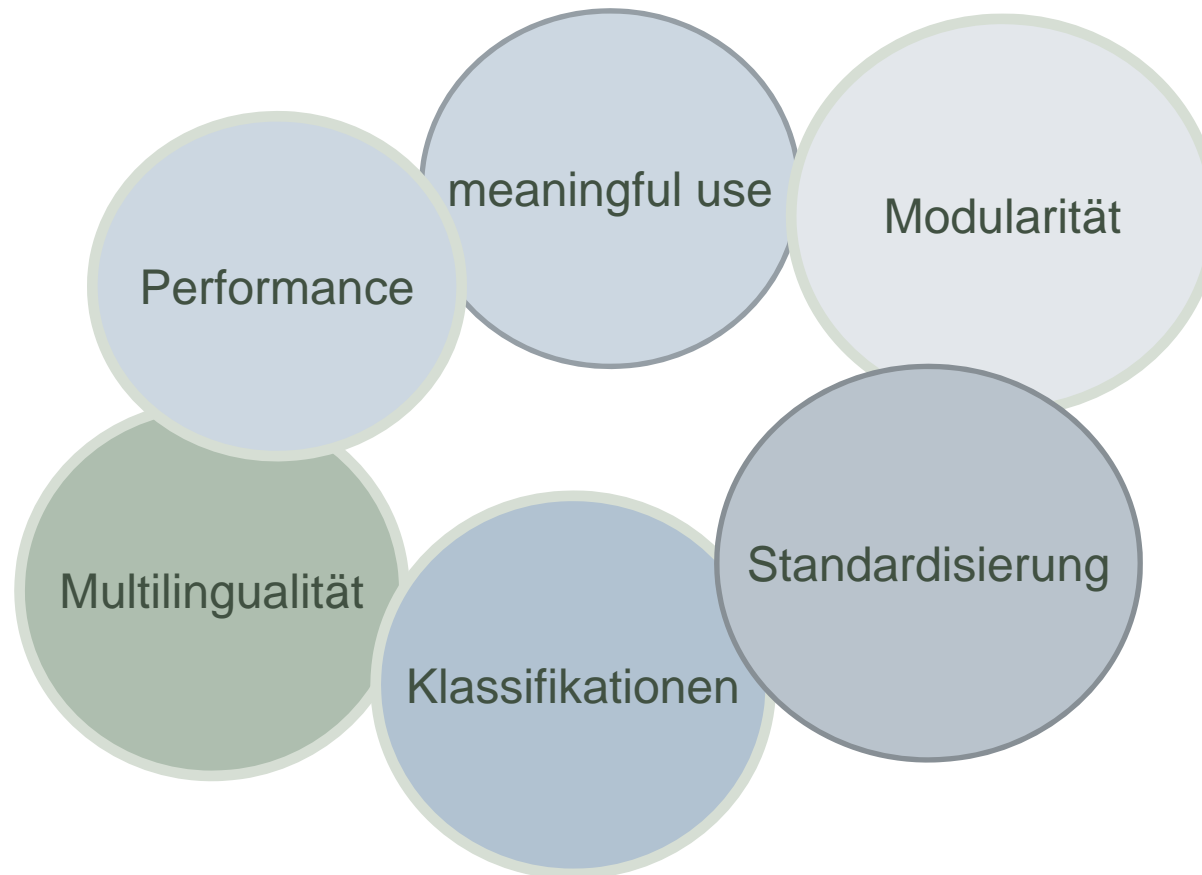 meaningful use
Modularität
Performance
Standardisierung
Multilingualität
Klassifikationen